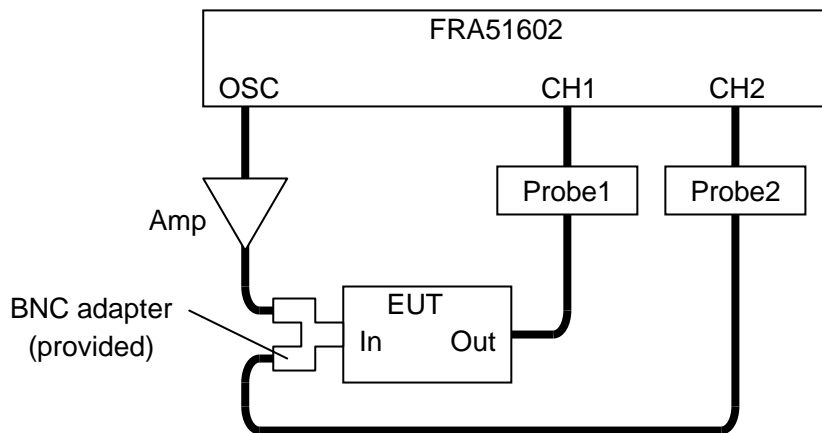 FRA51602
OSC
CH1
CH2
Probe1
Probe2
Amp
BNC adapter
(provided)
EUT
In
Out